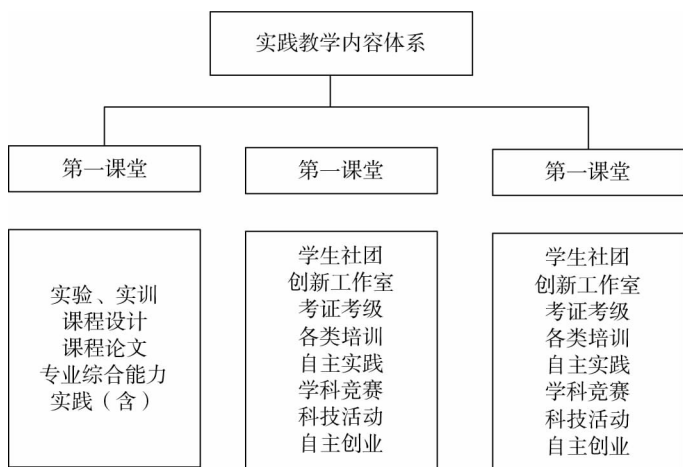 实践教学内容体系
第一课堂
第一课堂
第一课堂
实验、实训
课程设计
课程论文
专业综合能力
实践（含）
学生社团
创新工作室
考证考级
各类培训
自主实践
学科竞赛
科技活动
自主创业
学生社团
创新工作室
考证考级
各类培训
自主实践
学科竞赛
科技活动
自主创业